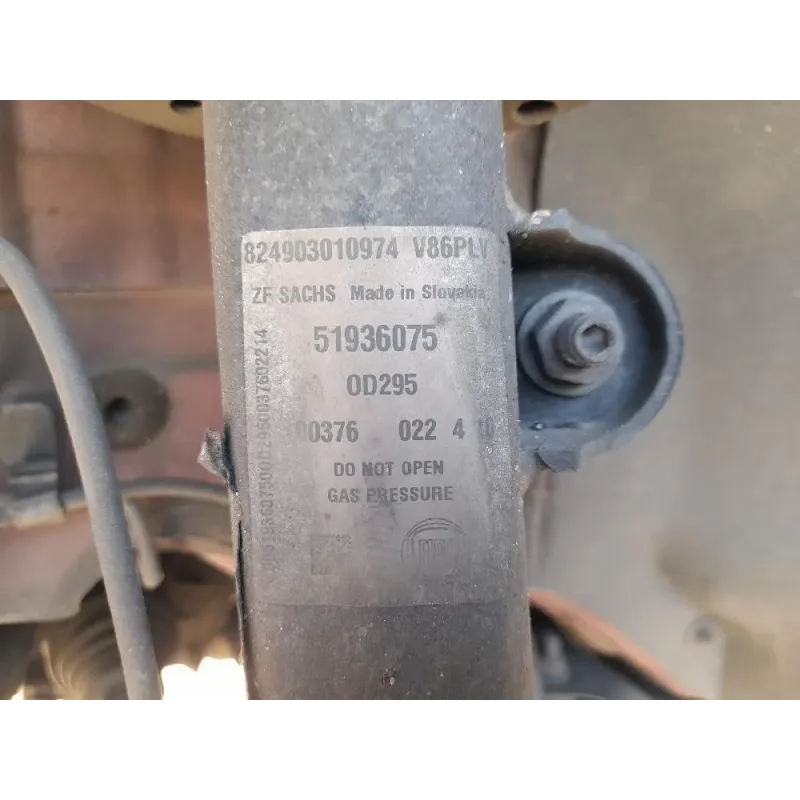 824903010974 V86PLV
ZF SACHS Made in Slovakia
51936075
0D295
00376 022 4 10
DO NOT OPEN
GAS PRESSURE